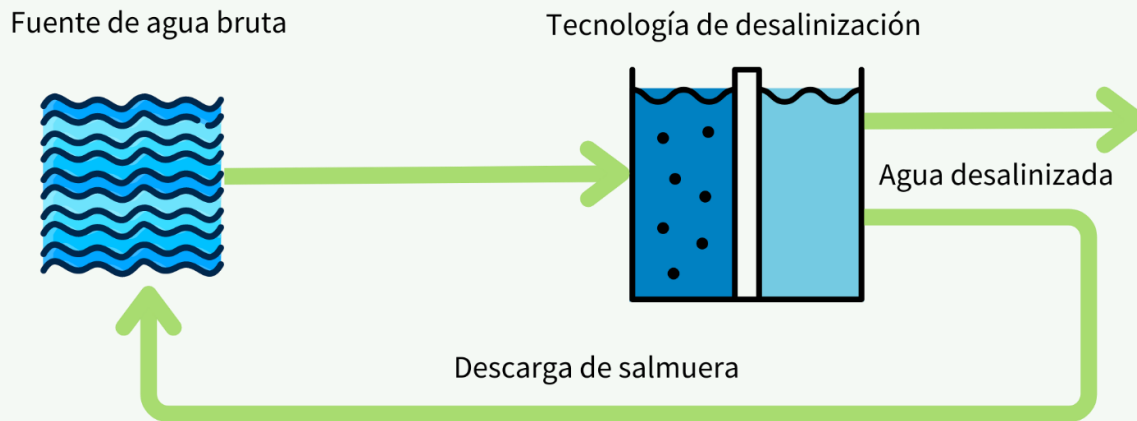 Fuente de agua bruta
Tecnología de desalinización
Agua desalinizada
Descarga de salmuera